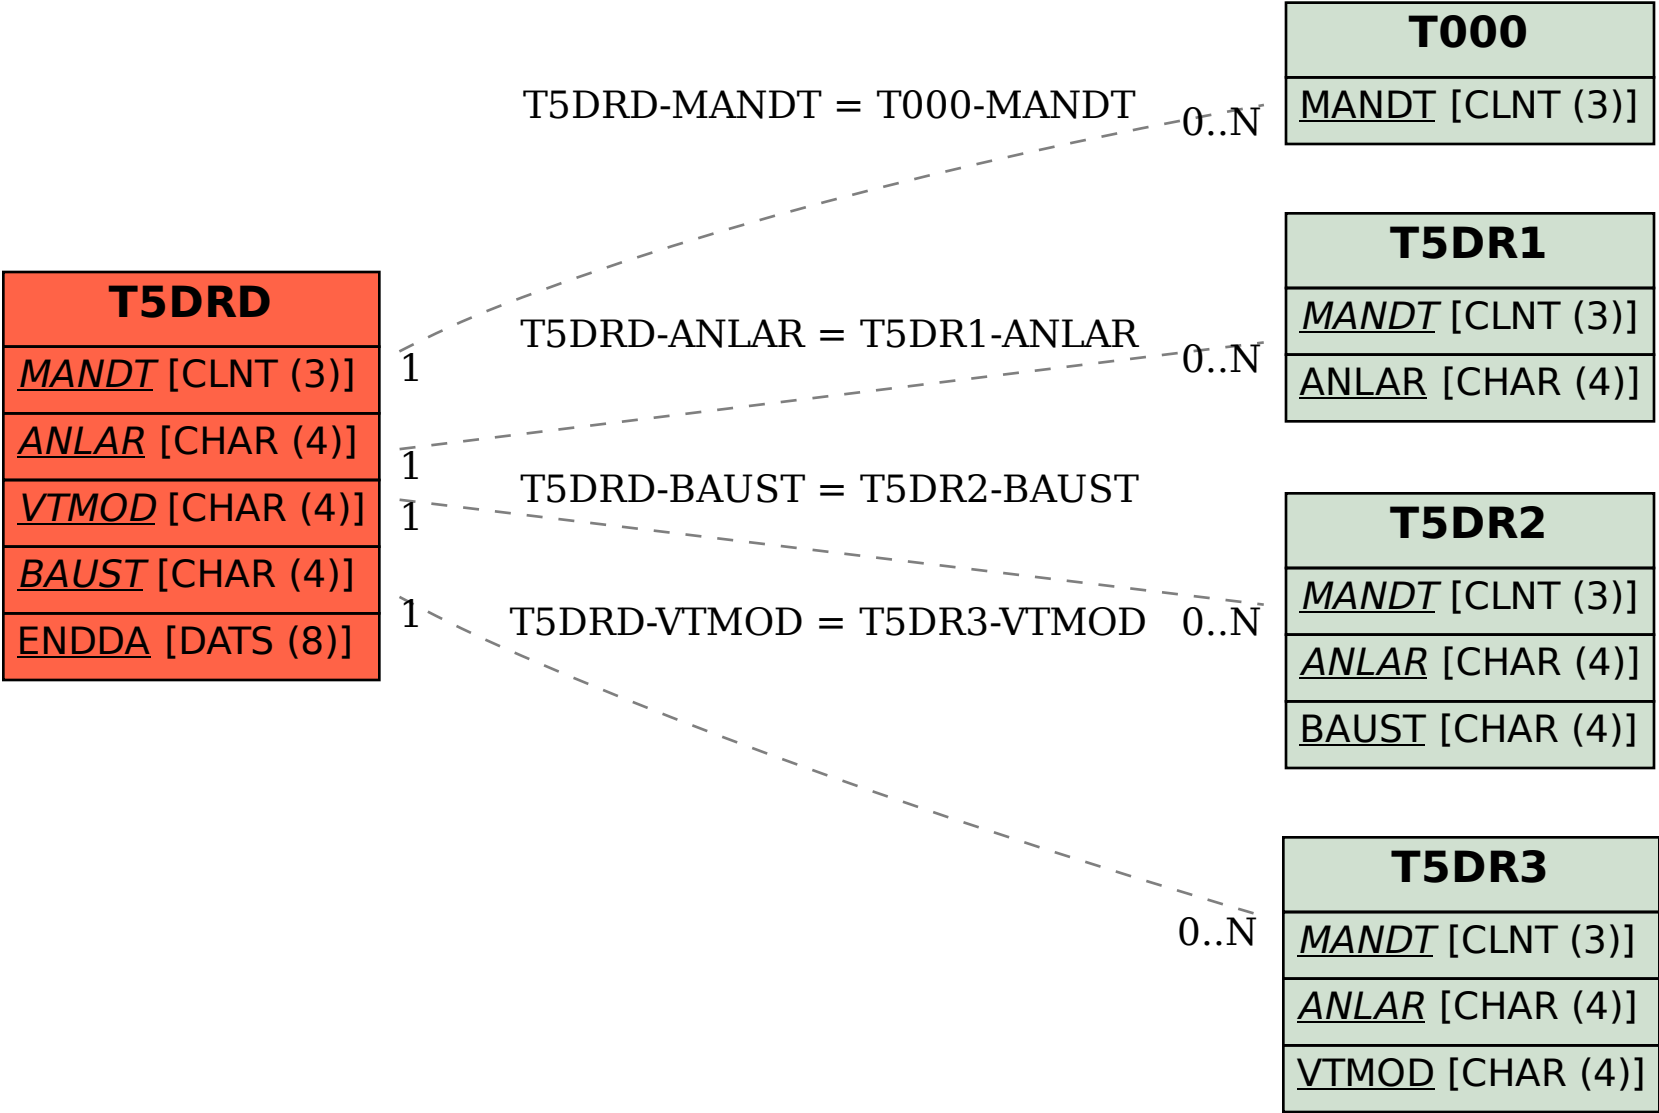 T000
MANDT [CLNT (3)]
T5DRD-MANDT = T000-MANDT
0..N
T5DR1
MANDT [CLNT (3)]
ANLAR [CHAR (4)]
T5DRD
MANDT [CLNT (3)]
ANLAR [CHAR (4)]
VTMOD [CHAR (4)]
BAUST [CHAR (4)]
ENDDA [DATS (8)]
1
T5DRD-ANLAR = T5DR1-ANLAR
0..N
1
T5DRD-BAUST = T5DR2-BAUST
1
0..N
T5DR2
MANDT [CLNT (3)]
ANLAR [CHAR (4)]
BAUST [CHAR (4)]
1
T5DRD-VTMOD = T5DR3-VTMOD
0..N
T5DR3
MANDT [CLNT (3)]
ANLAR [CHAR (4)]
VTMOD [CHAR (4)]